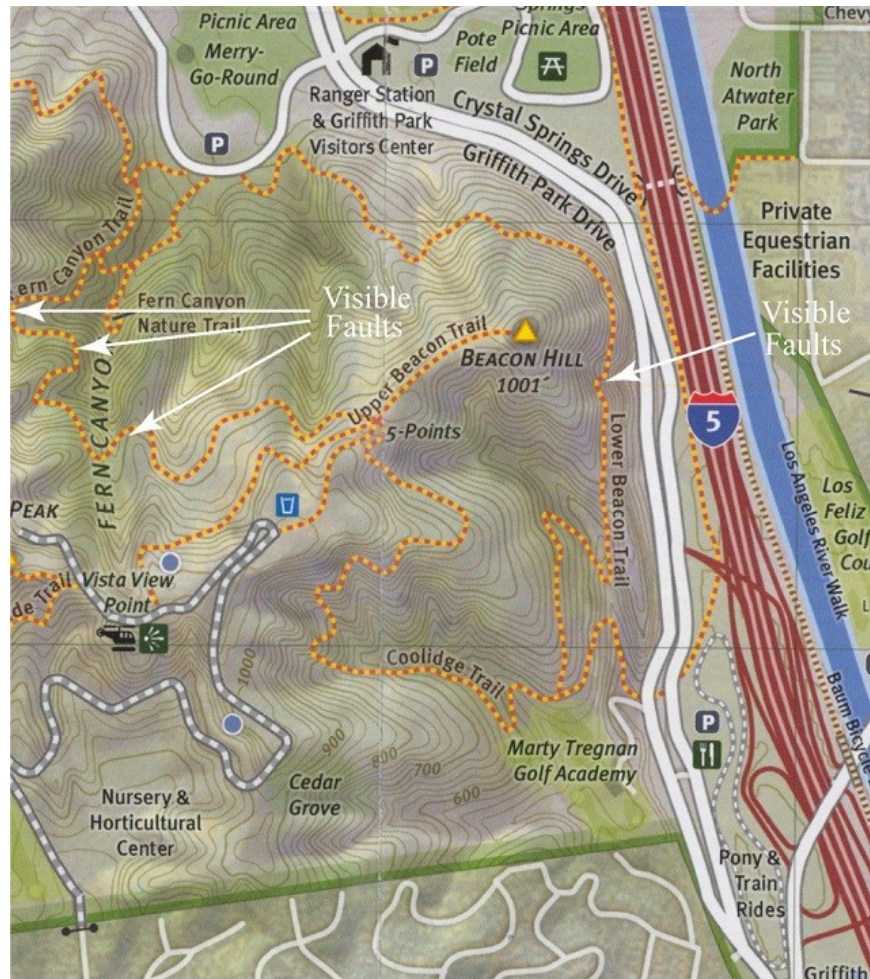 Picnic Area
Merry-
Go-Round
Springs
Picnic Area
Pote
Field
Chevy
P
P
Ranger Station
& Griffith Park
Visitors Center
North
Atwater
Park
Crystal Springs Drive
Griffith Park Drive
Private
Equestrian
Facilities
Fern Canyon Trail
Fern Canyon
Nature Trail
Visible
Faults
Visible
Faults
Upper Beacon Trail
BEACON HILL
1001′
5
5-Points
Lower Beacon Trail
FERN CANYON
Los Angeles River Walk
Los
Feliz
Golf
Cou
L
PEAK
de Trail
Vista View
Point
1000
900
800
700
600
Coolidge Trail
Baum Bicycle
P
Marty Tregnan
Golf Academy
Cedar
Grove
Nursery &
Horticultural
Center
Pony &
Train
Rides
Griffith